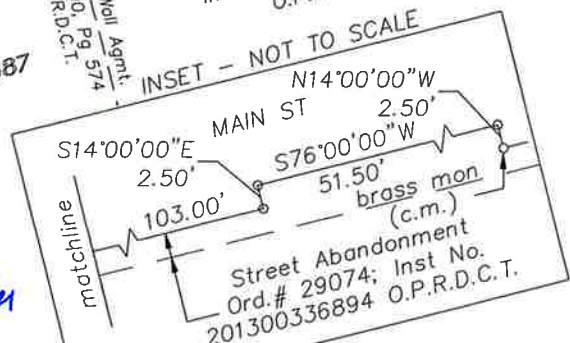 Wall Agmt.
Pg 574
R.D.C.T.
87
INSET – NOT TO SCALE
MAIN ST
N14°00'00"W
2.50'
S14°00'00"E
2.50'
S76°00'00"W
51.50'
103.00'
brass mon
(c.m.)
matchline
Street Abandonment
Ord.# 29074; Inst No.
201300336894 O.P.R.D.C.T.